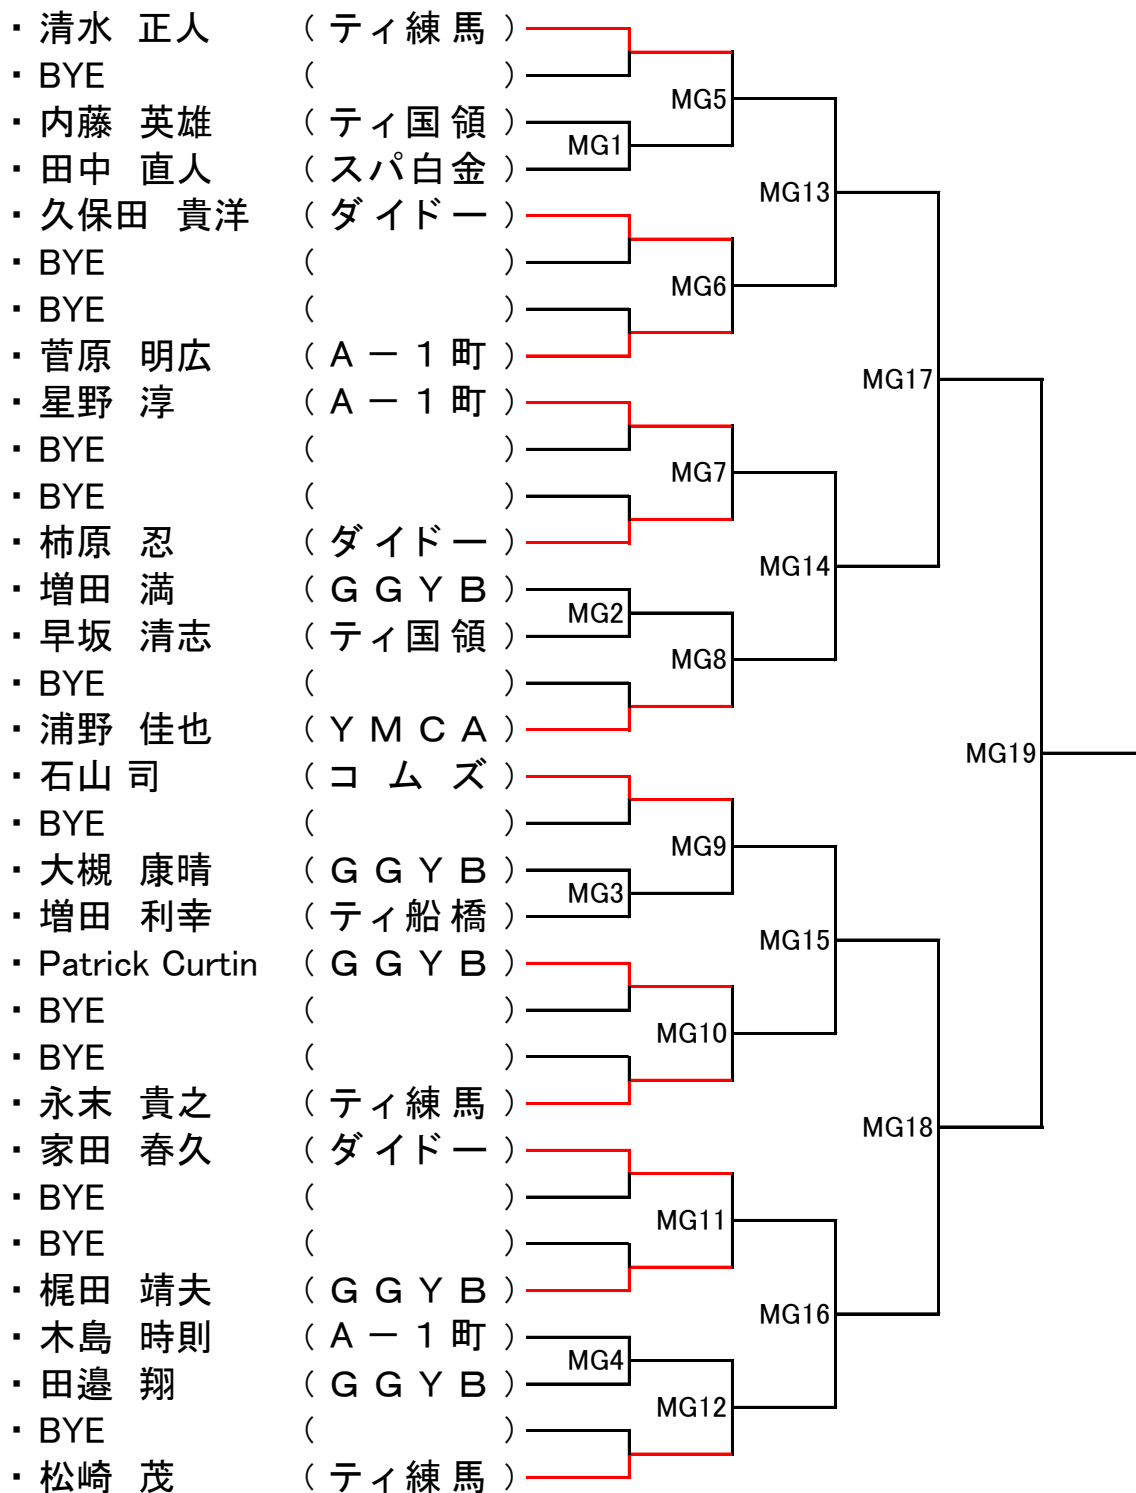 ・清水 正人 (ティ練馬)
・BYE ( )
MG5
・内藤 英雄 (ティ国領)
MG1
・田中 直人 (スパ白金)
MG13
・久保田 貴洋 (ダイドー)
・BYE ( )
MG6
・BYE ( )
・菅原 明広 (A－1町)
MG17
・星野 淳 (A－1町)
・BYE ( )
MG7
・BYE ( )
・柿原 忍 (ダイドー)
MG14
・増田 満 (GGYB)
MG2
・早坂 清志 (ティ国領)
MG8
・BYE ( )
・浦野 佳也 (YMCA)
MG19
・石山 司 (コムズ)
・BYE ( )
MG9
・大槻 康晴 (GGYB)
MG3
・増田 利幸 (ティ船橋)
MG15
・Patrick Curtin (GGYB)
・BYE ( )
MG10
・BYE ( )
・永末 貴之 (ティ練馬)
MG18
・家田 春久 (ダイドー)
・BYE ( )
MG11
・BYE ( )
・梶田 靖夫 (GGYB)
MG16
・木島 時則 (A－1町)
MG4
・田邉 翔 (GGYB)
MG12
・BYE ( )
・松崎 茂 (ティ練馬)